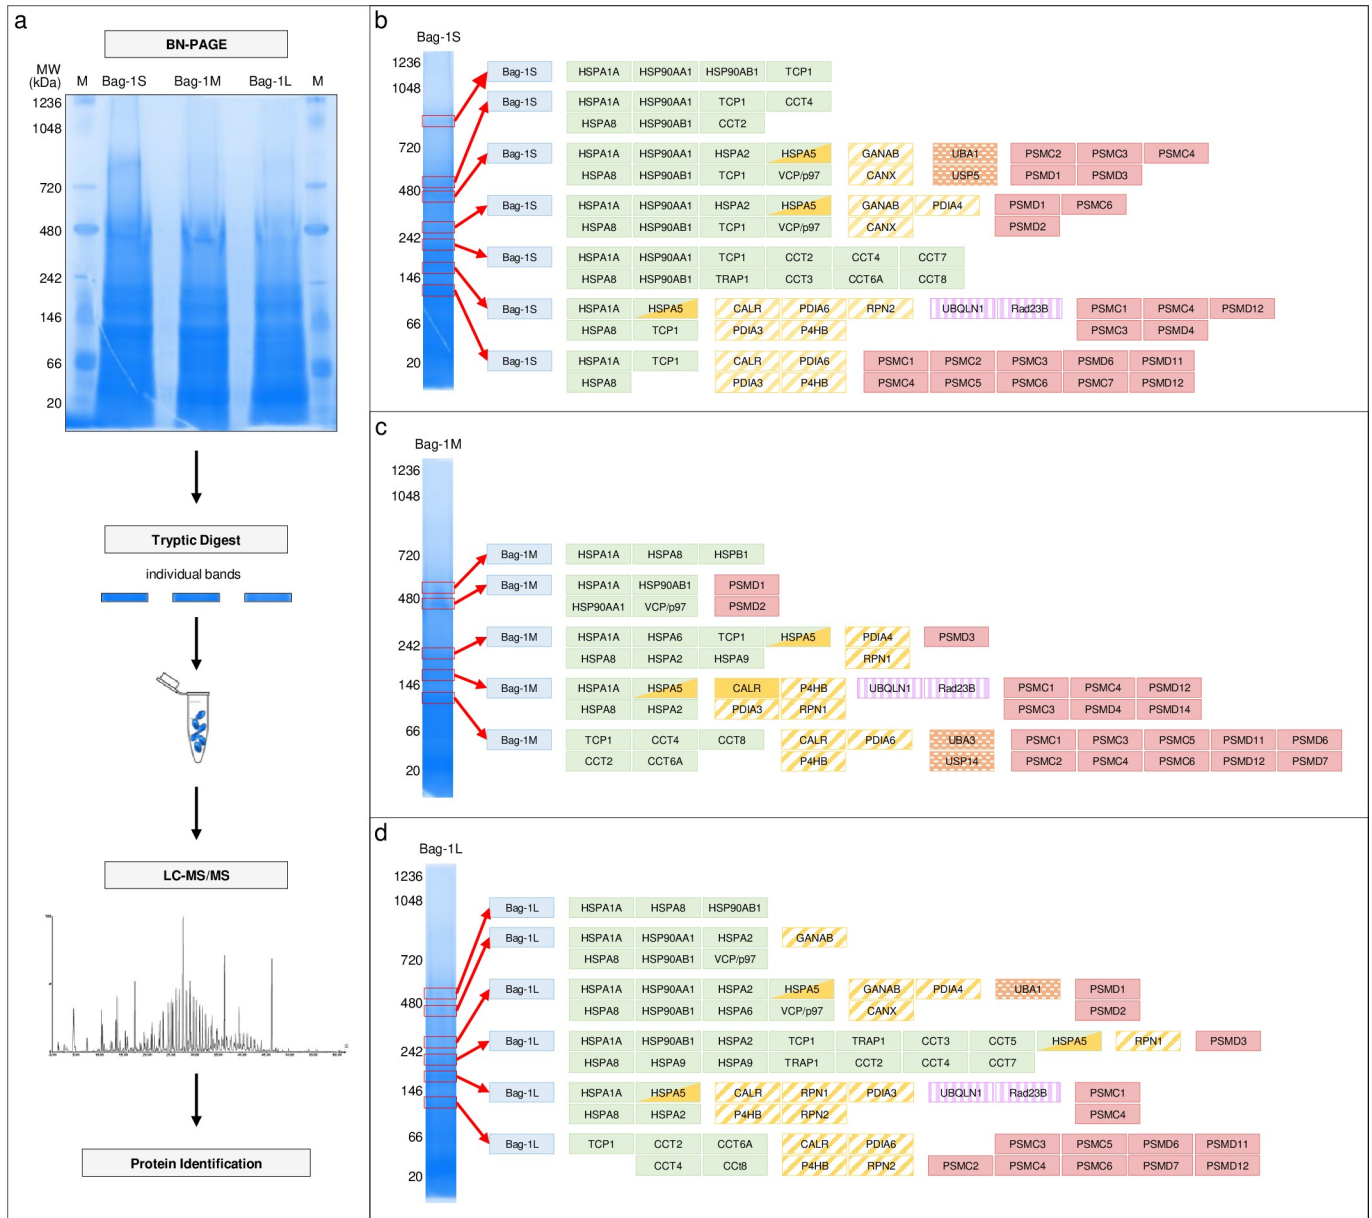 a
BN-PAGE
MW
(kDa)
M Bag-1S Bag-1M Bag-1L M
1236
1048
720
480
242
146
66
20
Tryptic Digest
individual bands
LC-MS/MS
Protein Identification
b
Bag-1S
1236
1048
720
480
242
146
66
20
Bag-1S HSPA1A HSP90AA1 HSP90AB1 TCP1
Bag-1S HSPA1A HSP90AA1 TCP1 CCT4
HSPA8 HSP90AB1 CCT2
Bag-1S HSPA1A HSP90AA1 HSPA2 HSPA5 GANAB UBA1 PSMC2 PSMC3 PSMC4
HSPA8 HSP90AB1 TCP1 VCP/p97 CANX USP5 PSMD1 PSMD3
Bag-1S HSPA1A HSP90AA1 HSPA2 HSPA5 GANAB PDIA4 PSMD1 PSMC6
HSPA8 HSP90AB1 TCP1 VCP/p97 CANX PSMD2
Bag-1S HSPA1A HSP90AA1 TCP1 CCT2 CCT4 CCT7
HSPA8 HSP90AB1 TRAP1 CCT3 CCT6A CCT8
Bag-1S HSPA1A HSPA5 CALR PDIA6 RPN2 UBQLN1 Rad23B PSMC1 PSMC4 PSMD12
HSPA8 TCP1 PDIA3 P4HB PSMC3 PSMD4
Bag-1S HSPA1A TCP1 CALR PDIA6 PSMC1 PSMC2 PSMC3 PSMD6 PSMD11
HSPA8 PDIA3 P4HB PSMC4 PSMC5 PSMC6 PSMC7 PSMD12
c
Bag-1M
1236
1048
720
480
242
146
66
20
Bag-1M HSPA1A HSPA8 HSPB1
Bag-1M HSPA1A HSP90AB1 PSMD1
HSP90AA1 VCP/p97 PSMD2
Bag-1M HSPA1A HSPA6 TCP1 HSPA5 PDIA4 PSMD3
HSPA8 HSPA2 HSPA9 RPN1
Bag-1M HSPA1A HSPA5 CALR P4HB UBQLN1 Rad23B PSMC1 PSMC4 PSMD12
HSPA8 HSPA2 PDIA3 RPN1 PSMC3 PSMD4 PSMD14
Bag-1M TCP1 CCT4 CCT8 CALR PDIA6 UBA3 PSMC1 PSMC3 PSMC5 PSMD11 PSMD6
CCT2 CCT6A P4HB USP14 PSMC2 PSMC4 PSMC6 PSMD12 PSMD7
d
Bag-1L
1236
1048
720
480
242
146
66
20
Bag-1L HSPA1A HSPA8 HSP90AB1
Bag-1L HSPA1A HSP90AA1 HSPA2 GANAB
HSPA8 HSP90AB1 VCP/p97
Bag-1L HSPA1A HSP90AA1 HSPA2 HSPA5 GANAB PDIA4 UBA1 PSMD1
HSPA8 HSP90AB1 HSPA6 VCP/p97 CANX PSMD2
Bag-1L HSPA1A HSP90AB1 HSPA2 TCP1 TRAP1 CCT3 CCT5 HSPA5 RPN1 PSMD3
HSPA8 HSPA9 HSPA9 TRAP1 CCT2 CCT4 CCT7
Bag-1L HSPA1A HSPA5 CALR RPN1 PDIA3 UBQLN1 Rad23B PSMC1
HSPA8 HSPA2 P4HB RPN2 PSMC4
Bag-1L TCP1 CCT2 CCT6A CALR PDIA6 PSMC3 PSMC5 PSMD6 PSMD11
CCT4 CCt8 P4HB RPN2 PSMC2 PSMC4 PSMC6 PSMD7 PSMD12